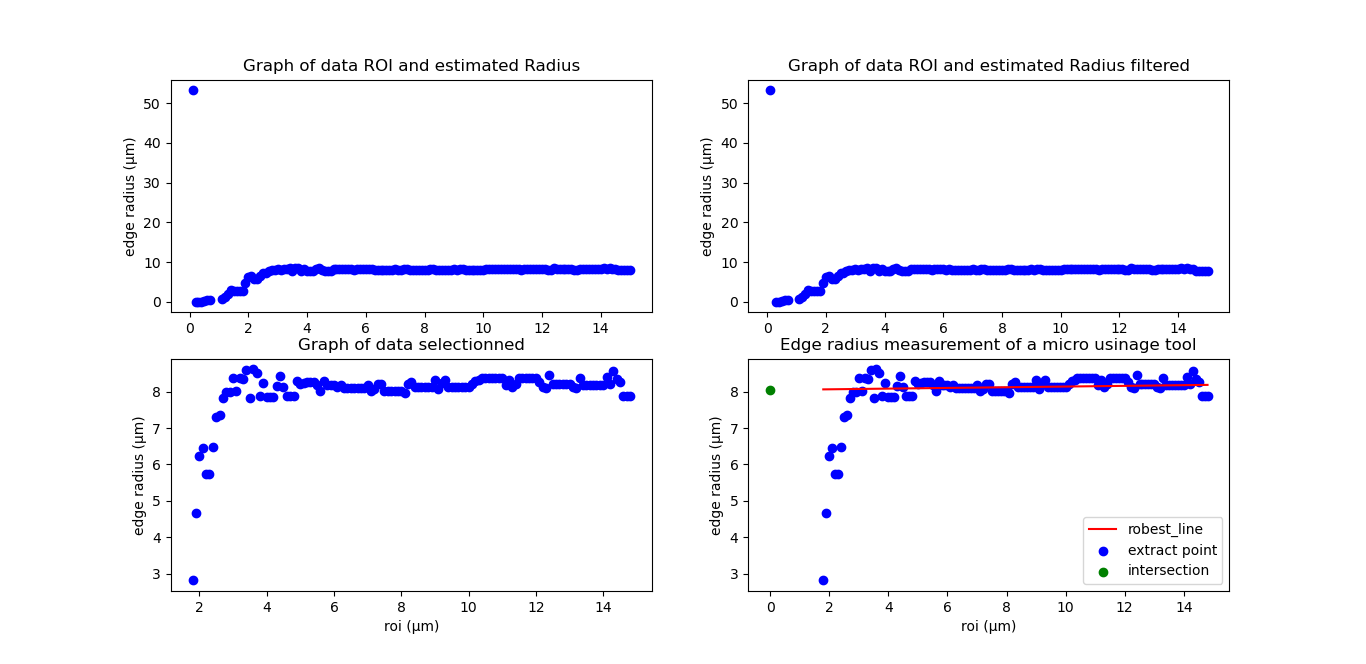 Graph of data ROI and estimated Radius
edge radius (μm)
50
40
30
20
10
0
0 2 4 6 8 10 12 14
Graph of data ROI and estimated Radius filtered
edge radius (μm)
50
40
30
20
10
0
0 2 4 6 8 10 12 14
Graph of data selectionned
edge radius (μm)
8
7
6
5
4
3
2 4 6 8 10 12 14
roi (μm)
Edge radius measurement of a micro usinage tool
edge radius (μm)
8
7
6
5
4
3
robest_line
extract point
intersection
0 2 4 6 8 10 12 14
roi (μm)